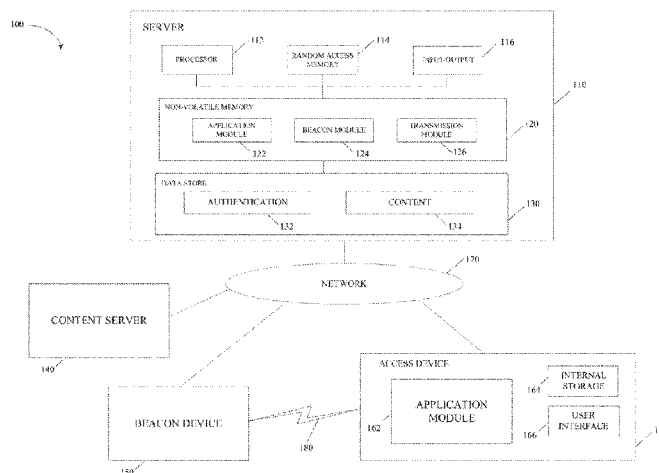 100
SERVER
112
114
116
PROCESSOR
RANDOM ACCESS
MEMORY
INPUT/OUTPUT
110
NON-VOLATILE MEMORY
APPLICATION
MODULE
BEACON MODULE
TRANSMISSION
MODULE
120
122
124
126
DATA STORE
AUTHENTICATION
CONTENT
130
132
134
NETWORK
CONTENT SERVER
140
ACCESS DEVICE
BEACON DEVICE
150
180
162
APPLICATION
MODULE
164
INTERNAL
STORAGE
166
USER
INTERFACE